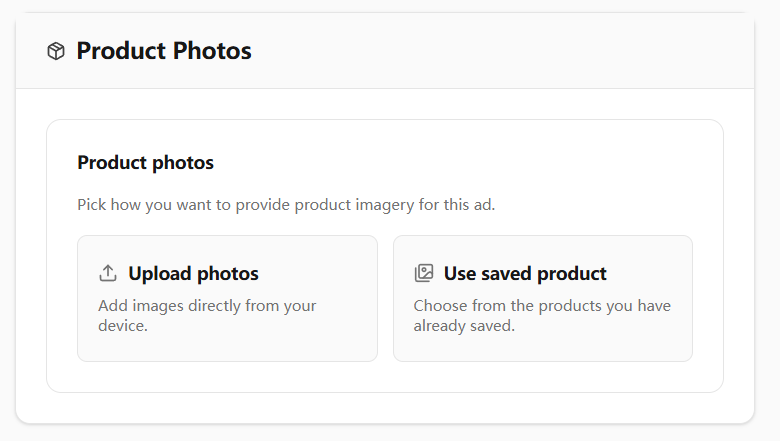 Product Photos
Product photos
Pick how you want to provide product imagery for this ad.
Upload photos
Add images directly from your
device.
Use saved product
Choose from the products you have
already saved.